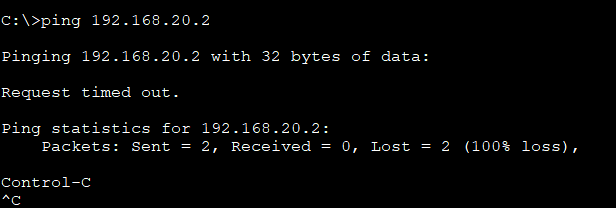 C:\>ping 192.168.20.2
Pinging 192.168.20.2 with 32 bytes of data:
Request timed out.
Ping statistics for 192.168.20.2:
    Packets: Sent = 2, Received = 0, Lost = 2 (100% loss),
Control-C
^C